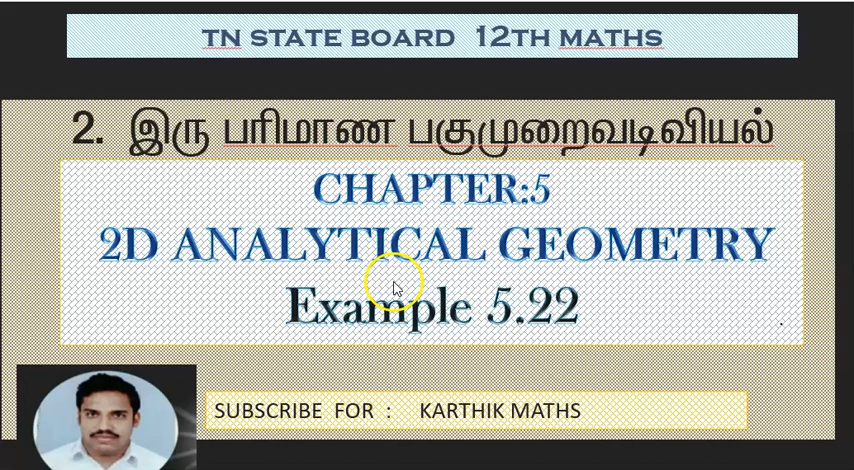 TN STATE BOARD 12TH MATHS
2. இரு பரிமாண பகுமுறைவடிவியல்
CHAPTER:5
2D ANALYTICAL GEOMETRY
Example 5.22
.
SUBSCRIBE FOR : KARTHIK MATHS